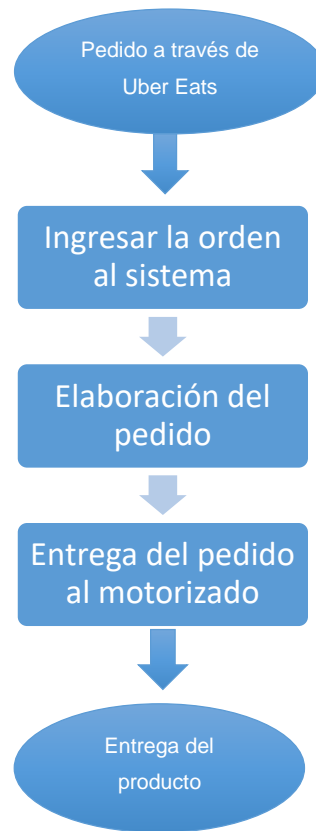 Pedido a través de
Uber Eats
Ingresar la orden
al sistema
Elaboración del
pedido
Entrega del pedido
al motorizado
Entrega del
producto